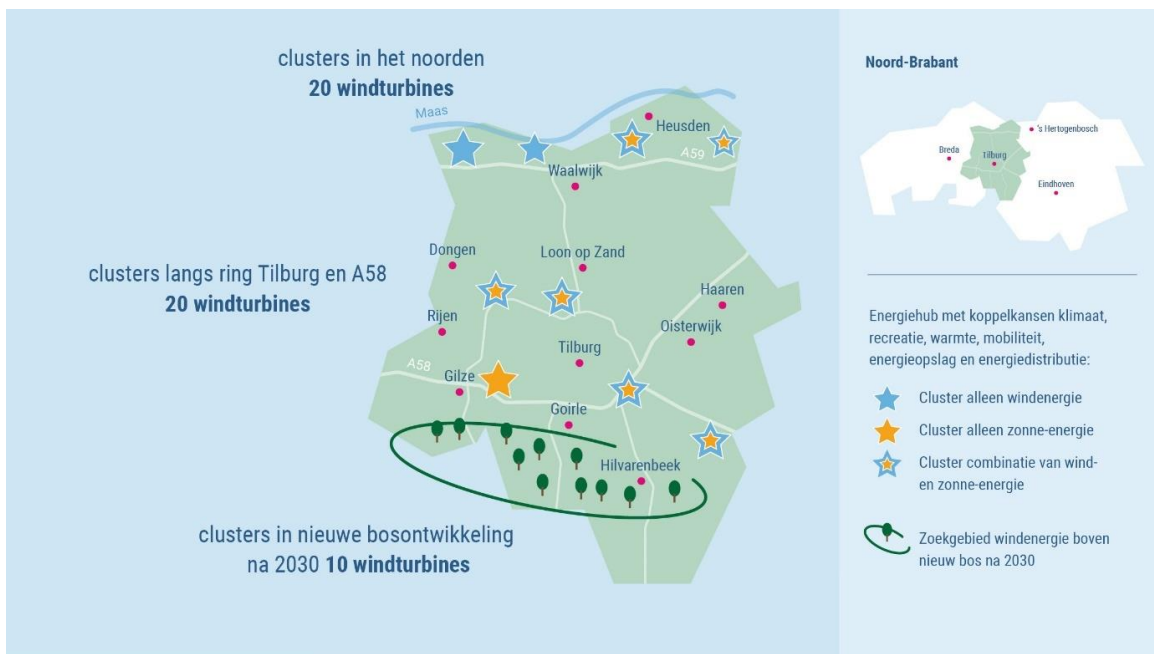 clusters in het noorden
20 windturbines
Maas
Heusden
A59
Waalwijk
clusters langs ring Tilburg en A58
20 windturbines
Dongen
Loon op Zand
Haaren
Rijen
Oisterwijk
Tilburg
A58
Gilze
Goirle
Hilvarenbeek
clusters in nieuwe bosontwikkeling
na 2030 10 windturbines
Noord-Brabant
's Hertogenbosch
Breda
Tilburg
Eindhoven
Energiehub met koppelkansen klimaat,
recreatie, warmte, mobiliteit,
energieopslag en energiedistributie:
Cluster alleen windenergie
Cluster alleen zonne-energie
Cluster combinatie van wind-
en zonne-energie
Zoekgebied windenergie boven
nieuw bos na 2030